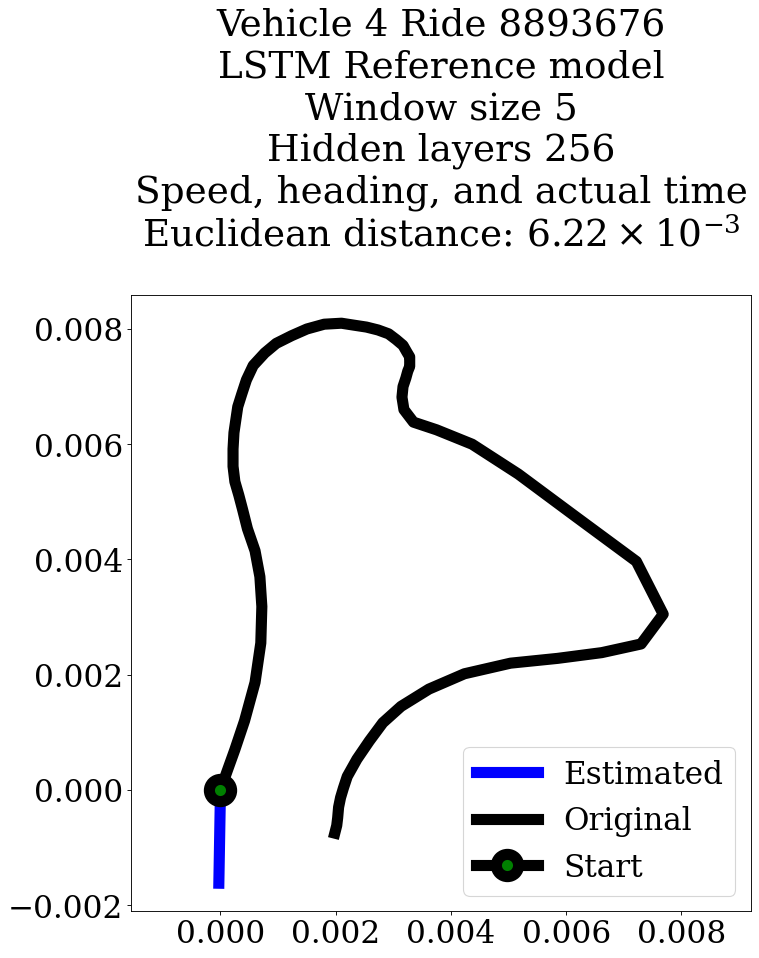 Vehicle 4 Ride 8893676
LSTM Reference model
Window size 5
Hidden layers 256
Speed, heading, and actual time
Euclidean distance: 6.22 × 10⁻³
0.008
0.006
0.004
0.002
0.000
−0.002
Estimated
Original
Start
0.000 0.002 0.004 0.006 0.008